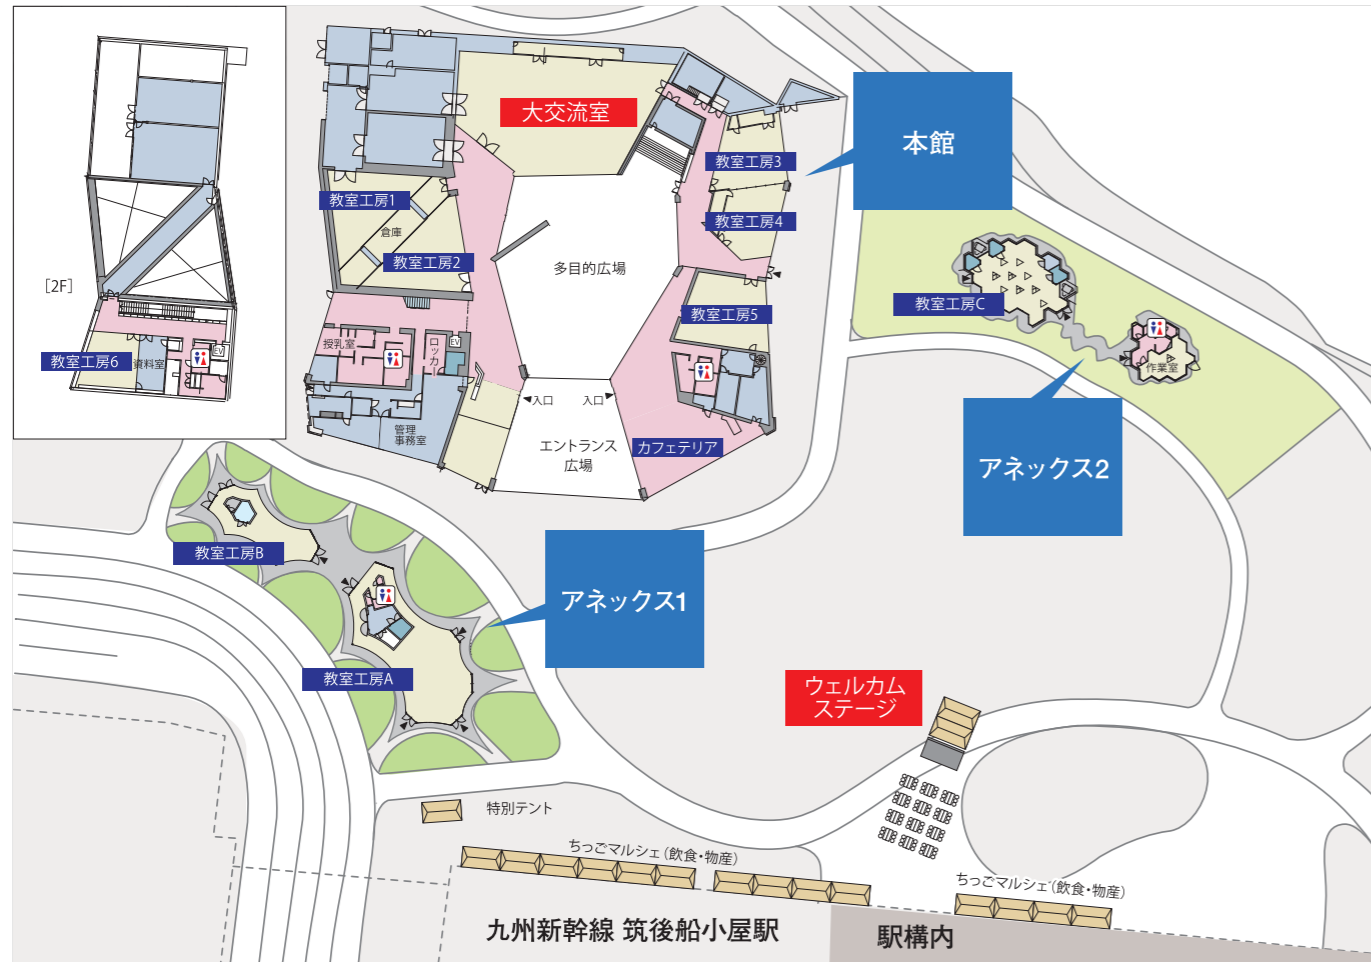 [2F]
教室工房6
資料室
EV
大交流室
教室工房1
倉庫
教室工房2
多目的広場
教室工房3
教室工房4
教室工房5
授乳室
ロッカー
EV
管理
事務室
入口
入口
エントランス
広場
カフェテリア
本館
教室工房C
作業室
アネックス2
教室工房B
教室工房A
アネックス1
ウェルカム
ステージ
特別テント
ちっごマルシェ(飲食・物産)
ちっごマルシェ(飲食・物産)
九州新幹線 筑後船小屋駅
駅構内